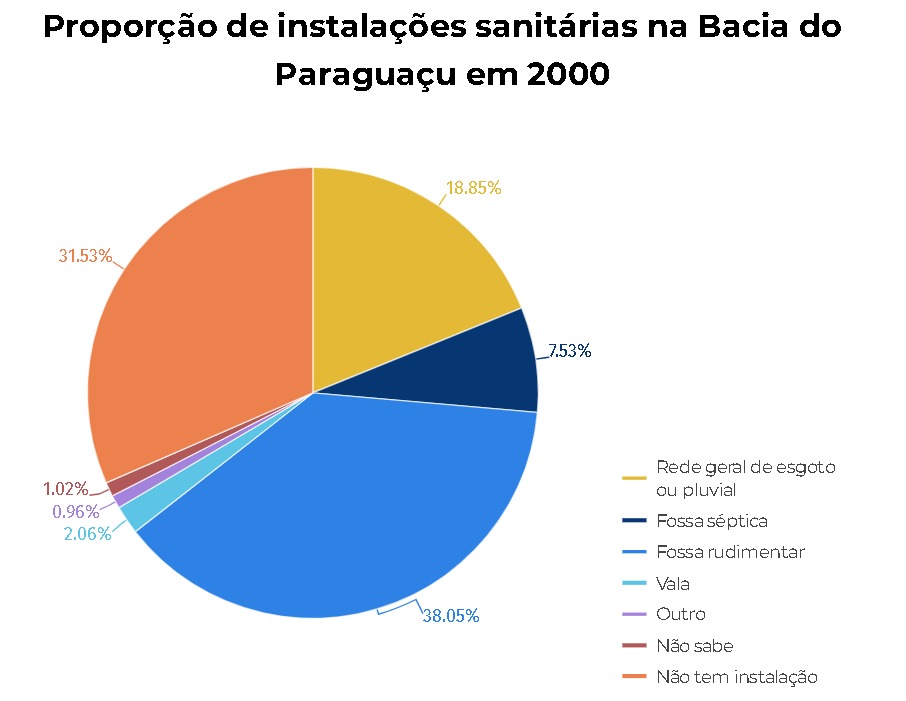 Proporção de instalações sanitárias na Bacia do
Paraguaçu em 2000
18.85%
31.53%
7.53%
1.02%
0.96%
2.06%
38.05%
Rede geral de esgoto
ou pluvial
Fossa séptica
Fossa rudimentar
Vala
Outro
Não sabe
Não tem instalação